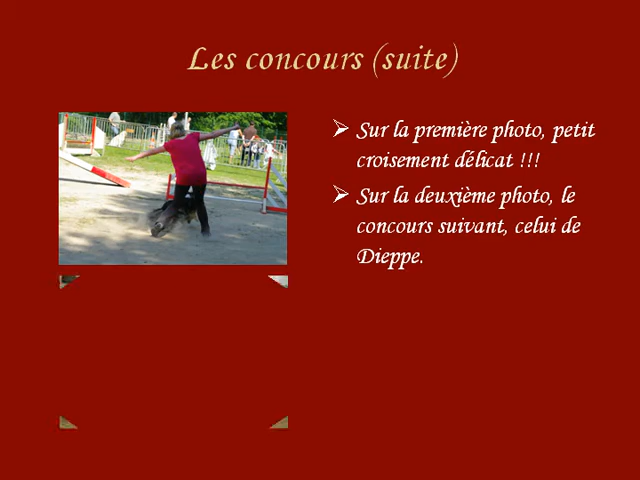 Les concours (suite)
Sur la première photo, petit
croisement délicat !!!
Sur la deuxième photo, le
concours suivant, celui de
Dieppe.